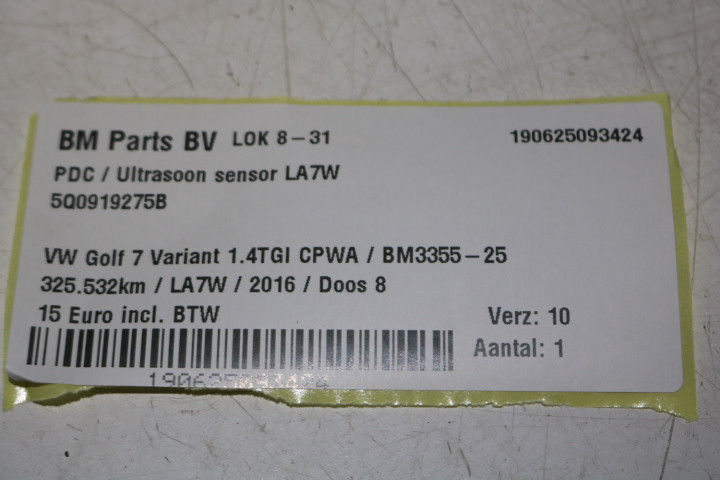 BM Parts BV LOK 8-31 190625093424
PDC / Ultrasoon sensor LA7W
5Q0919275B
VW Golf 7 Variant 1.4TGI CPWA / BM3355-25
325.532km / LA7W / 2016 / Doos 8
15 Euro incl. BTW Verz: 10
Aantal: 1
190625093424